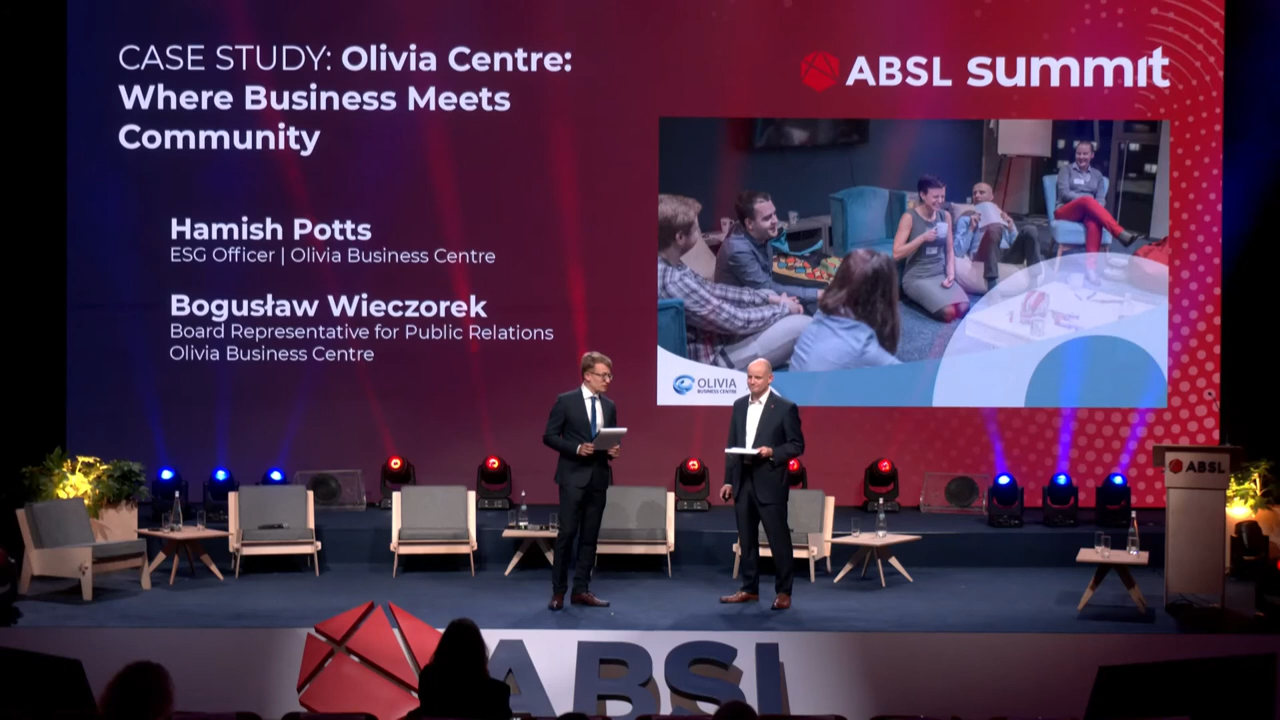 CASE STUDY: Olivia Centre:
Where Business Meets
Community
ABSL summit
Hamish Potts
ESG Officer | Olivia Business Centre
Bogusław Wieczorek
Board Representative for Public Relations
Olivia Business Centre
OLIVIA
BUSINESS CENTRE
ABSL
ABSL